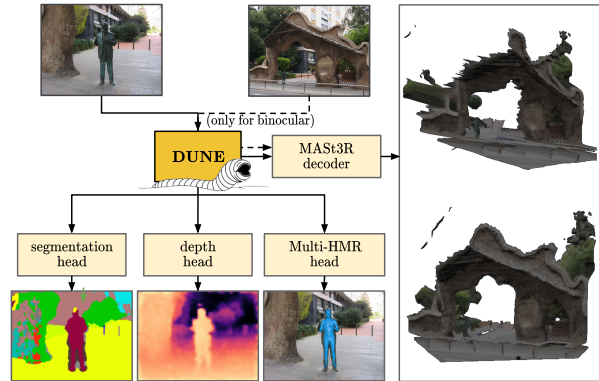 (only for binocular)
DUNE
MASt3R
decoder
segmentation
head
depth
head
Multi-HMR
head